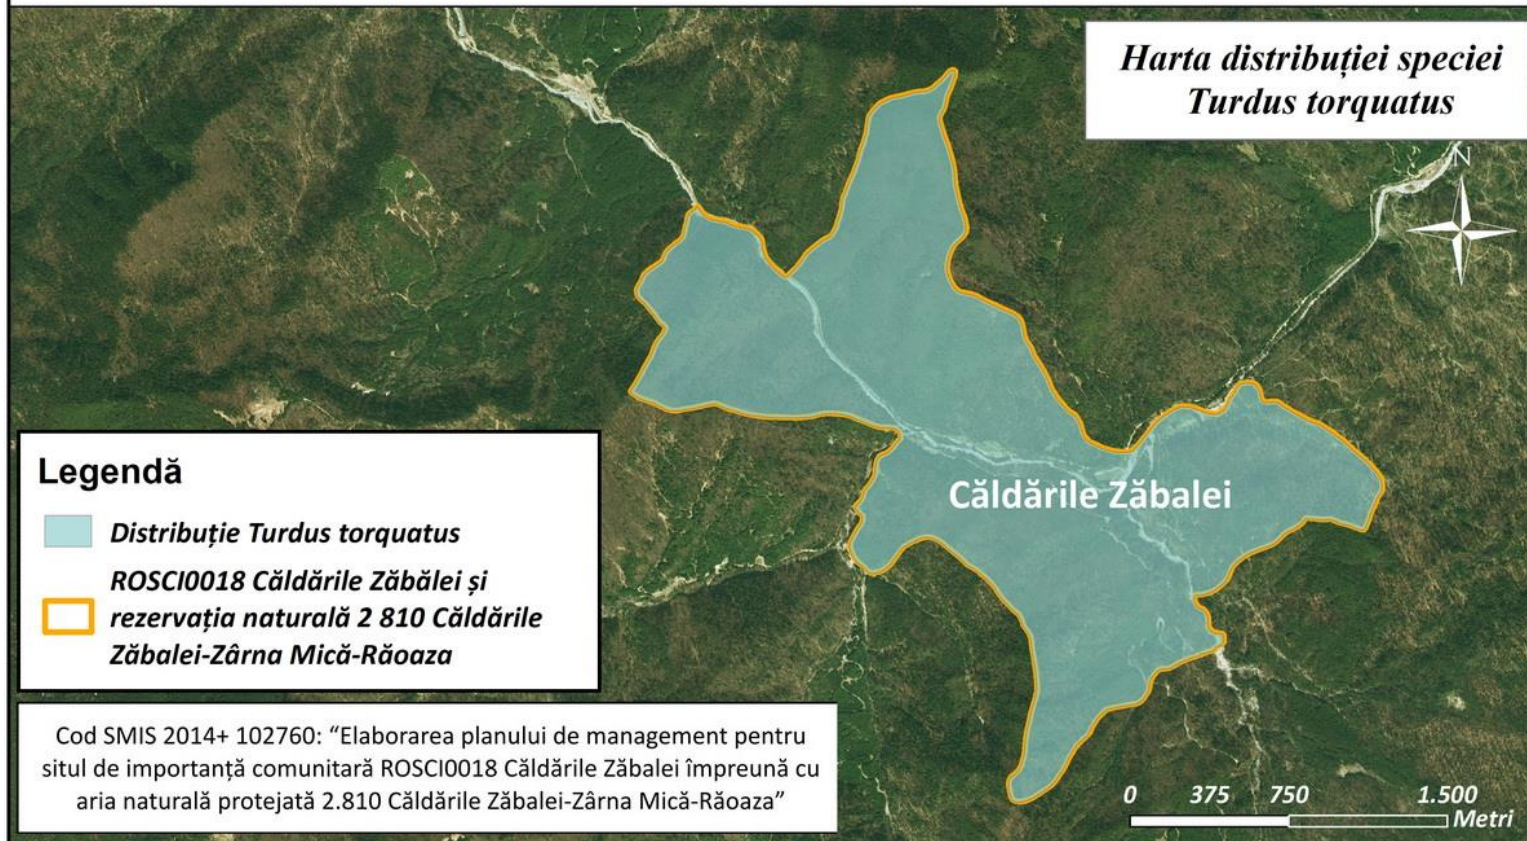 Harta distribuției speciei
Turdus torquatus
N
Căldările Zăbalei
Legendă
Distribuție Turdus torquatus
ROSCI0018 Căldările Zăbălei și
rezervația naturală 2 810 Căldările
Zăbalei-Zârna Mică-Răoaza
Cod SMIS 2014+ 102760: “Elaborarea planului de management pentru
situl de importanță comunitară ROSCI0018 Căldările Zăbalei împreună cu
aria naturală protejată 2.810 Căldările Zăbalei-Zârna Mică-Răoaza”
0 375 750 1.500
Metri